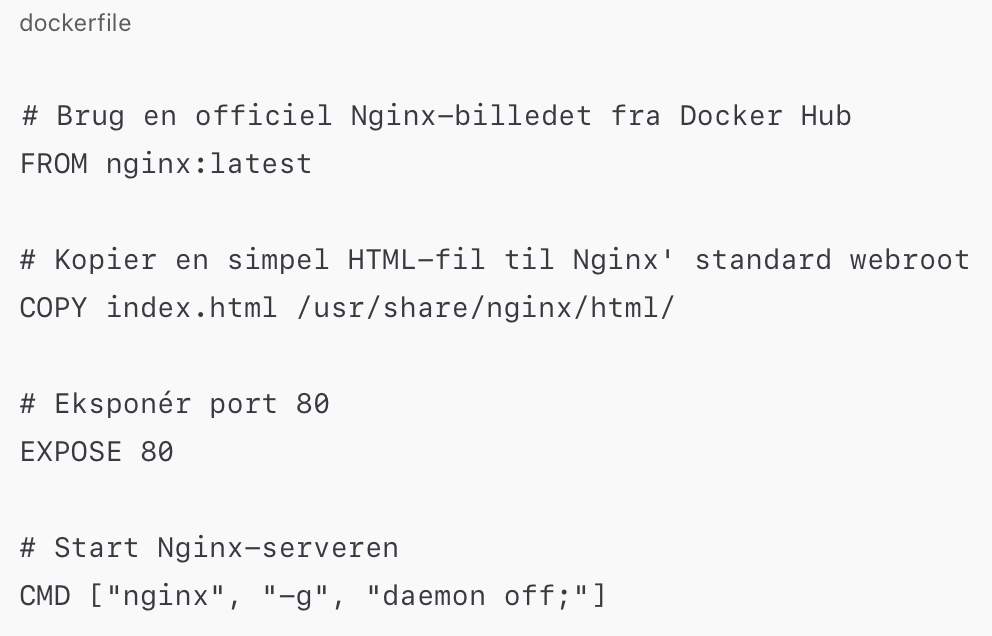 dockerfile
# Brug en officiel Nginx-billedet fra Docker Hub
FROM nginx:latest
# Kopier en simpel HTML-fil til Nginx' standard webroot
COPY index.html /usr/share/nginx/html/
# Eksponér port 80
EXPOSE 80
# Start Nginx-serveren
CMD ["nginx", "-g", "daemon off;"]